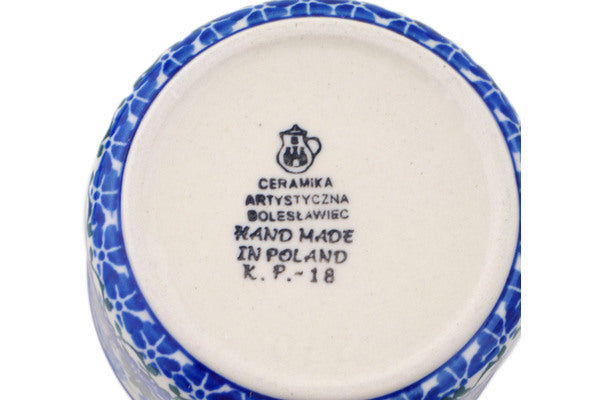 B
CERAMIKA
ARTYSTYCZNA
BOLESŁAWIEC
HAND MADE
IN POLAND
K. P.-18